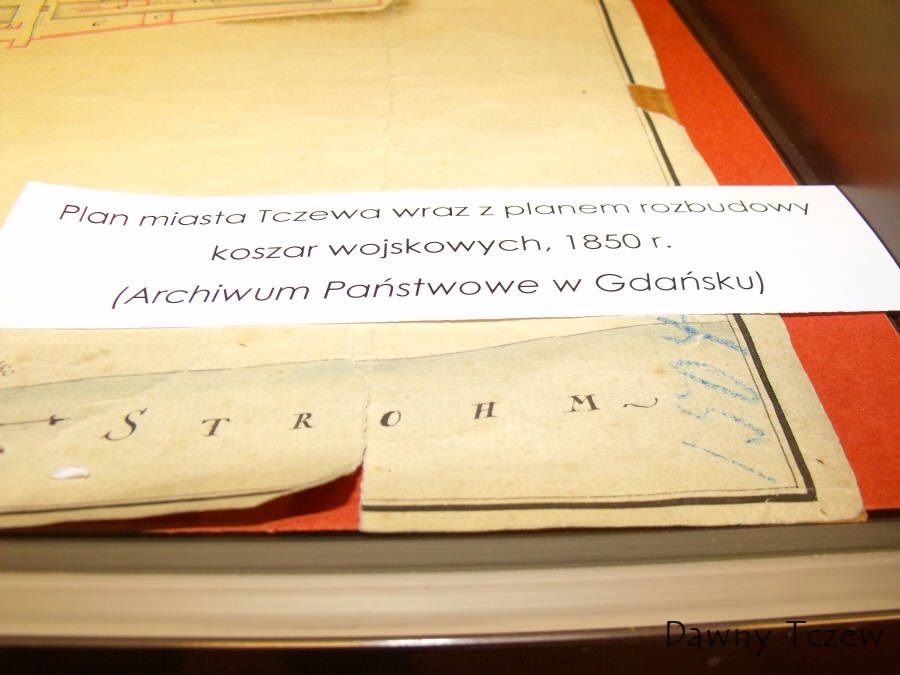 Plan miasta Tczewa wraz z planem rozbudowy
koszar wojskowych, 1850 r.
(Archiwum Państwowe w Gdańsku)
STROHM
Dawny Tczew